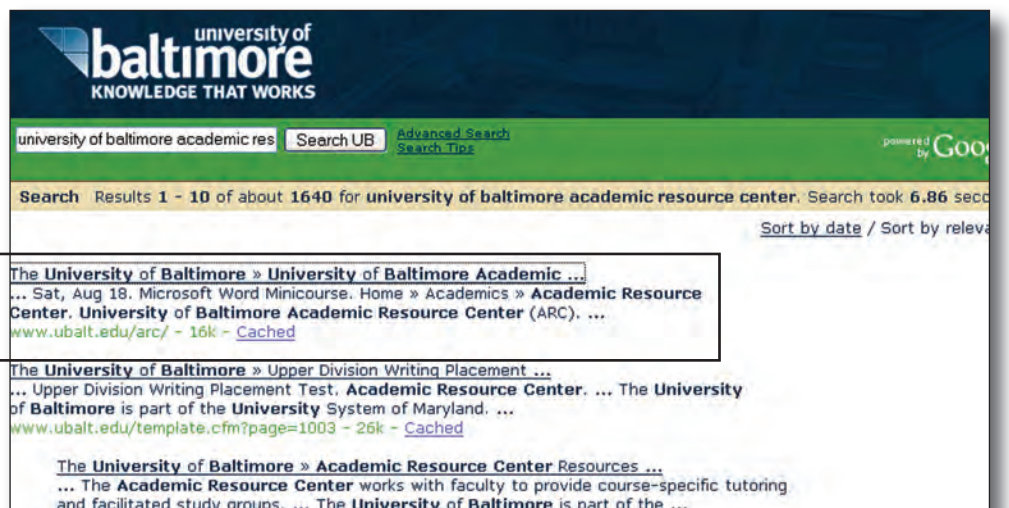 university of
baltimore
KNOWLEDGE THAT WORKS
university of baltimore academic res Search UB Advanced Search
Search Tips
powered by Goog
Search Results 1 - 10 of about 1640 for university of baltimore academic resource center. Search took 6.86 seco
Sort by date / Sort by releva
The University of Baltimore » University of Baltimore Academic ...
... Sat, Aug 18. Microsoft Word Minicourse. Home » Academics » Academic Resource
Center. University of Baltimore Academic Resource Center (ARC). ...
www.ubalt.edu/arc/ - 16k - Cached
The University of Baltimore » Upper Division Writing Placement ...
... Upper Division Writing Placement Test. Academic Resource Center. ... The University
of Baltimore is part of the University System of Maryland. ...
www.ubalt.edu/template.cfm?page=1003 - 26k - Cached
The University of Baltimore » Academic Resource Center Resources ...
... The Academic Resource Center works with faculty to provide course-specific tutoring
and facilitated study groups. ... The University of Baltimore is part of the ...